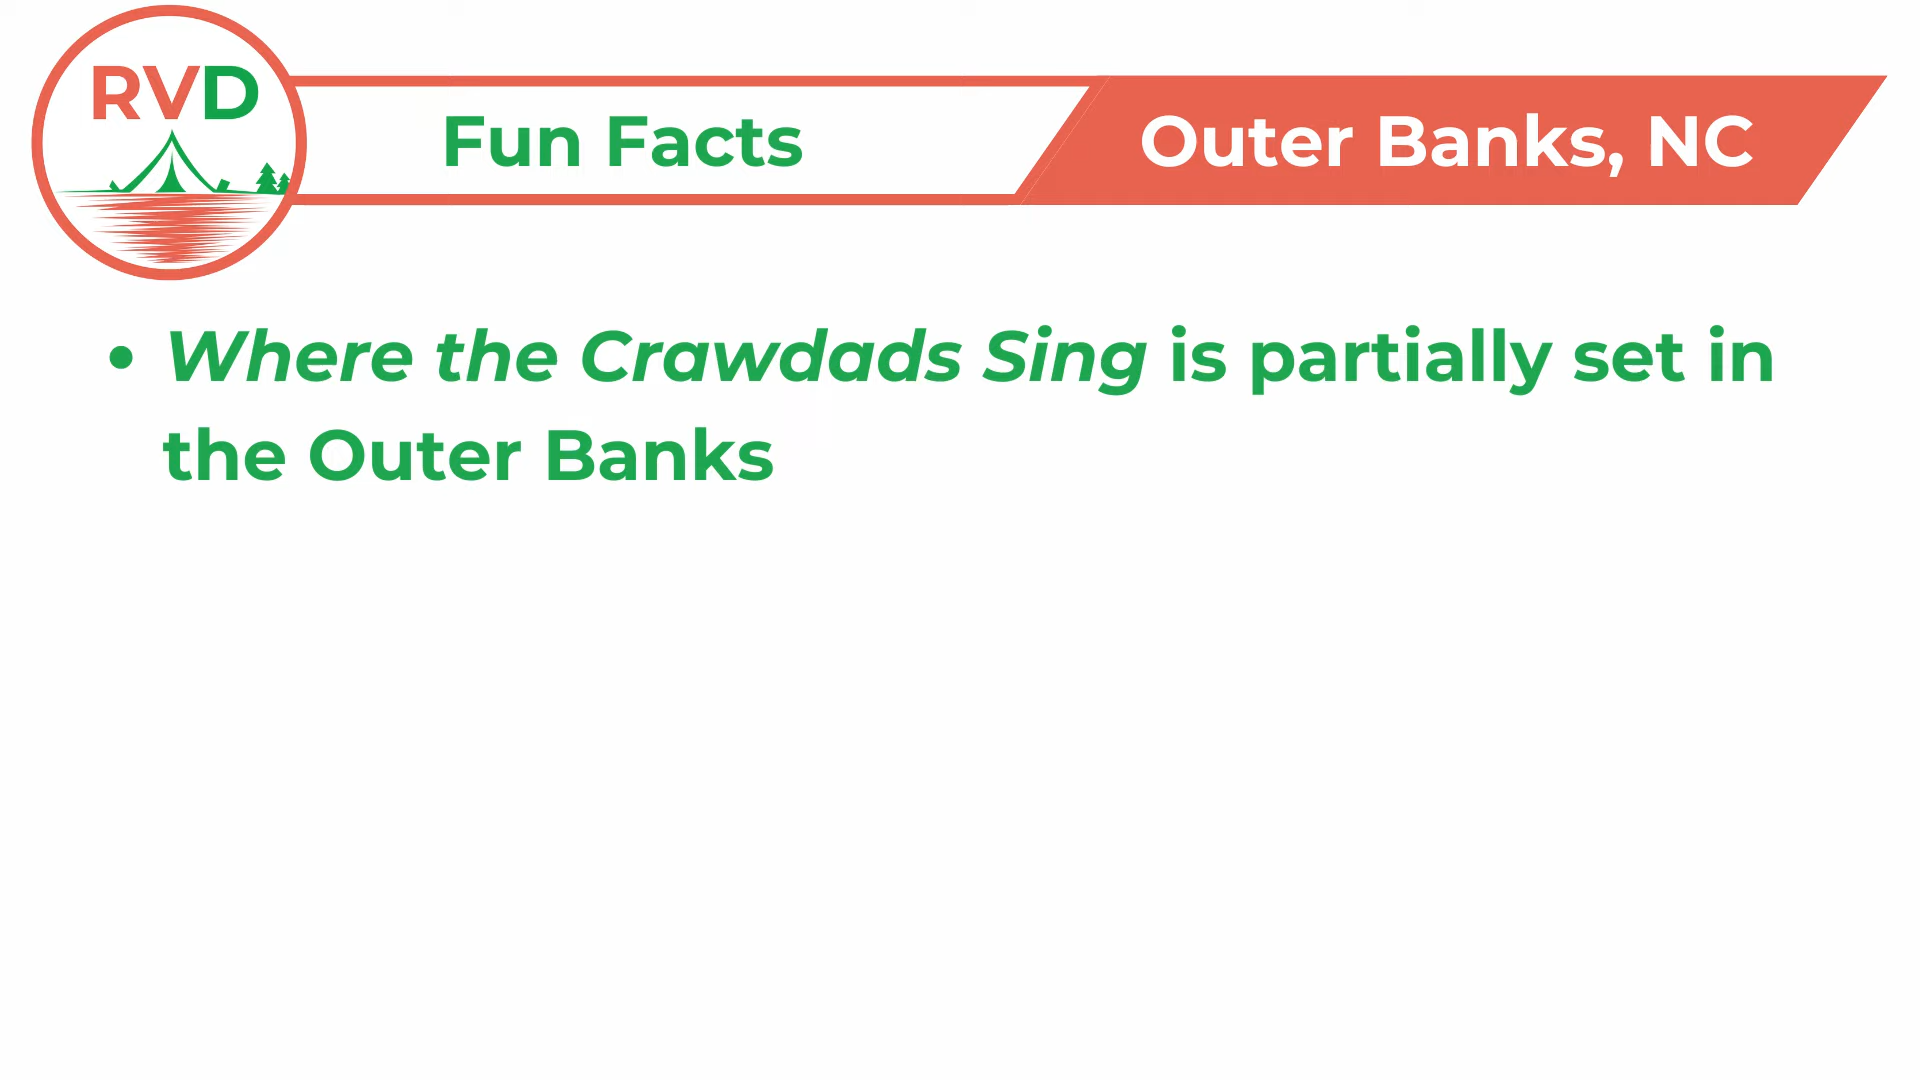 RVD
Fun Facts
Outer Banks, NC
• Where the Crawdads Sing is partially set in
the Outer Banks